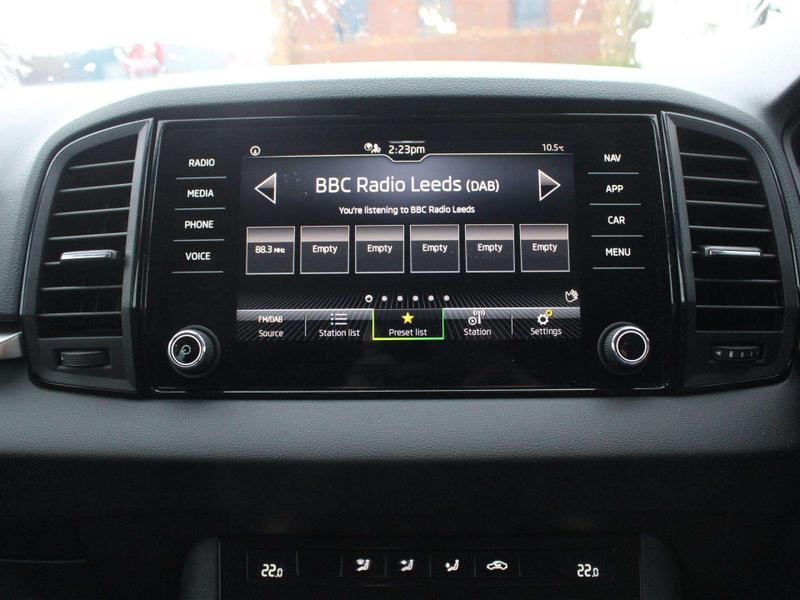 2:23pm 10.5°C
RADIO BBC Radio Leeds (DAB) NAV
MEDIA You're listening to BBC Radio Leeds APP
PHONE 88.3 MHz Empty Empty Empty Empty Empty CAR
VOICE MENU
FM/DAB
Source Station list Preset list Station Settings
22.0 22.0